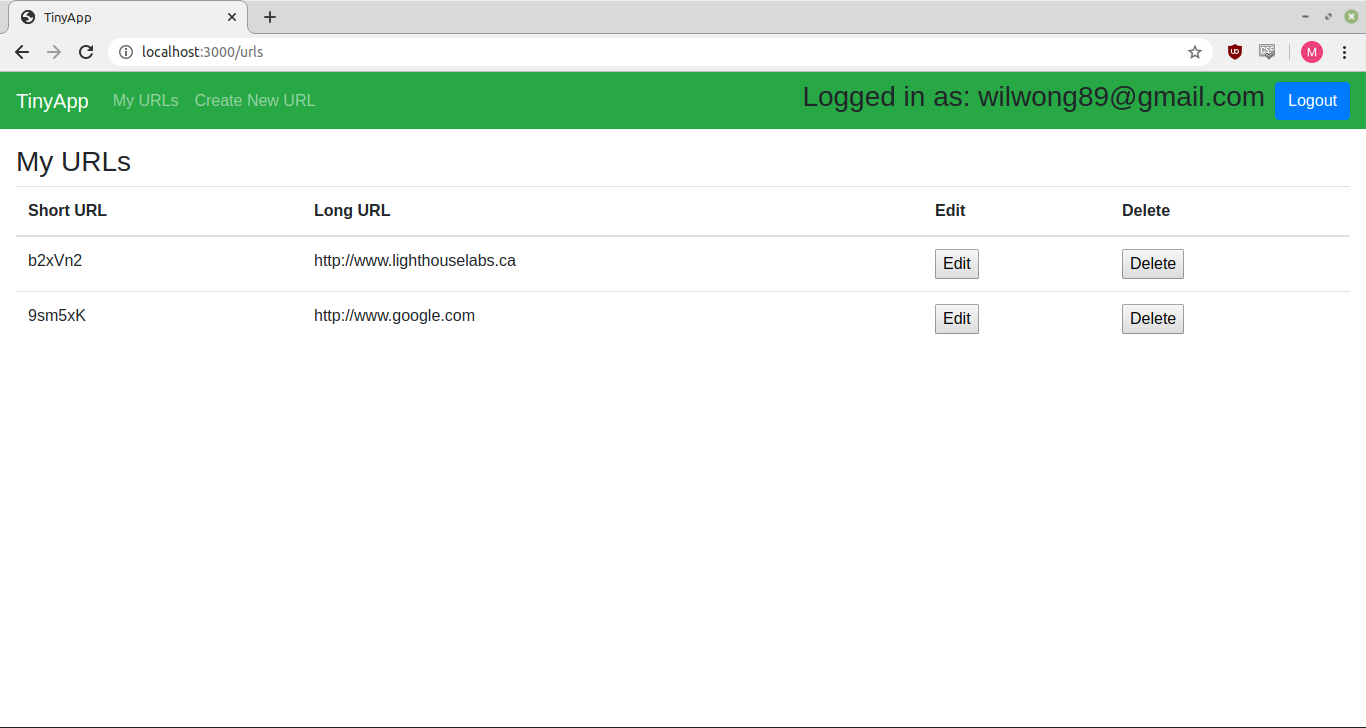 TinyApp
localhost:3000/urls
M
TinyApp My URLs Create New URL Logged in as: wilwong89@gmail.com Logout
My URLs
Short URL Long URL Edit Delete
b2xVn2 http://www.lighthouselabs.ca Edit Delete
9sm5xK http://www.google.com Edit Delete